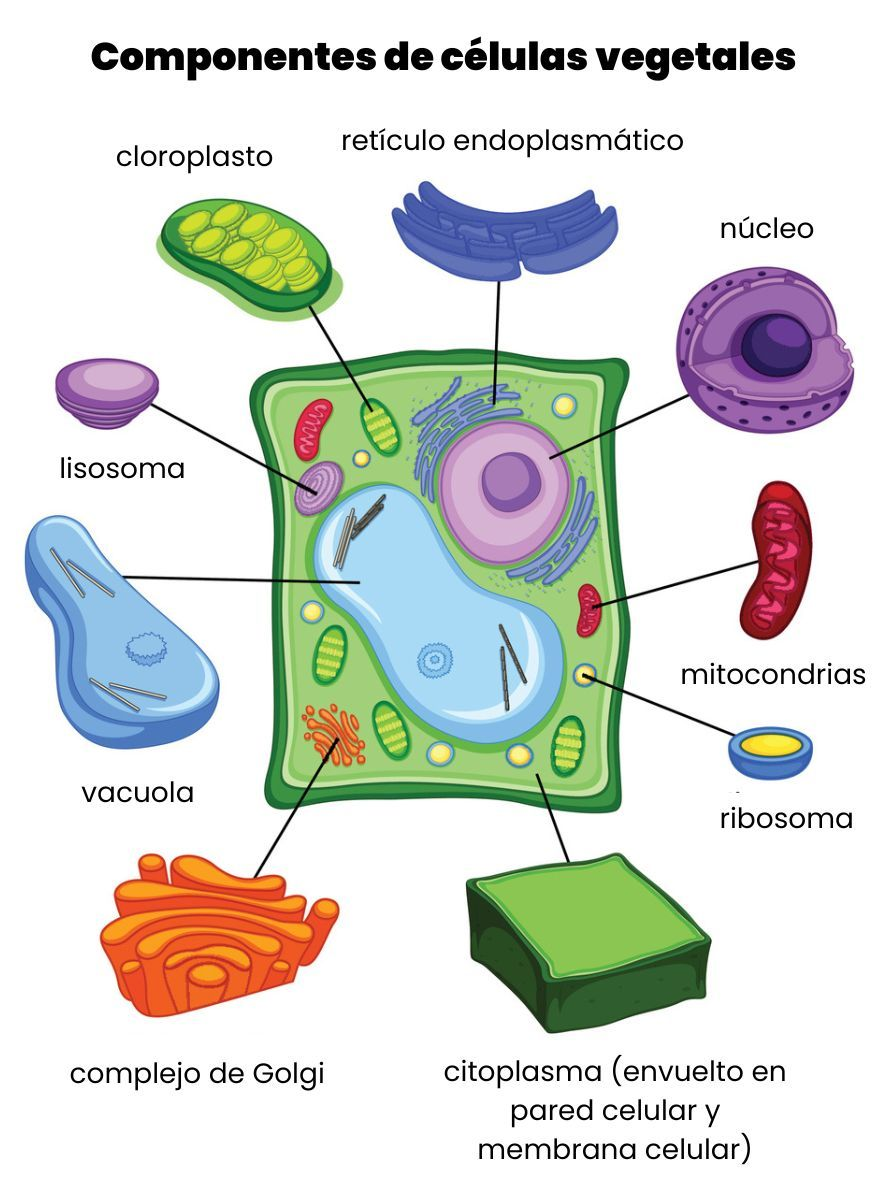 Componentes de células vegetales
cloroplasto
retículo endoplasmático
núcleo
lisosoma
mitocondrias
vacuola
ribosoma
complejo de Golgi
citoplasma (envuelto en
pared celular y
membrana celular)